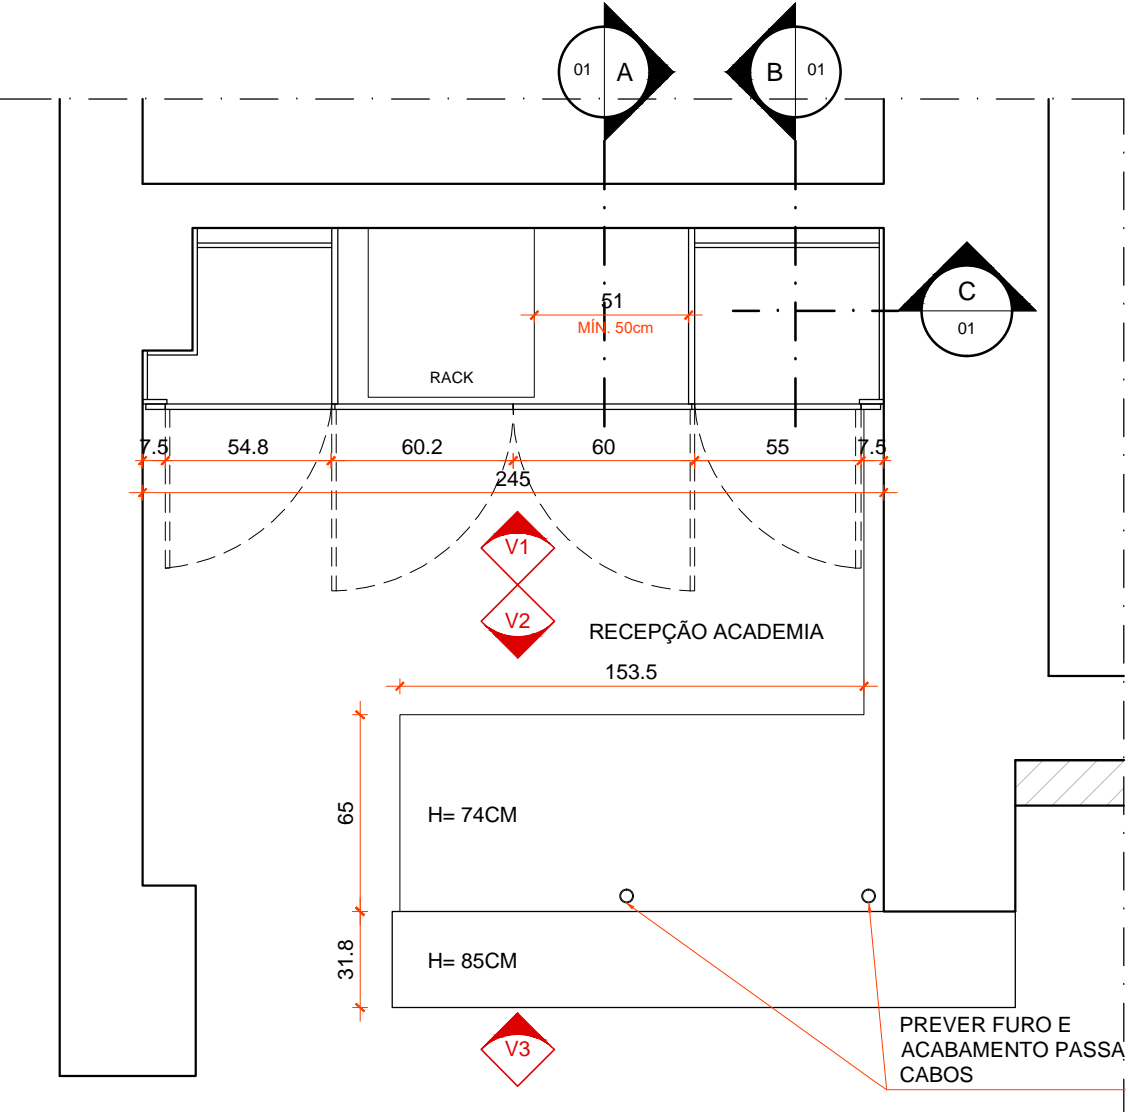 01 A
B 01
C
01
51
MÍN. 50cm
RACK
7.5 54.8 60.2 60 55 7.5
245
V1
V2
RECEPÇÃO ACADEMIA
153.5
65
H= 74CM
31.8
H= 85CM
V3
PREVER FURO E
ACABAMENTO PASSA
CABOS